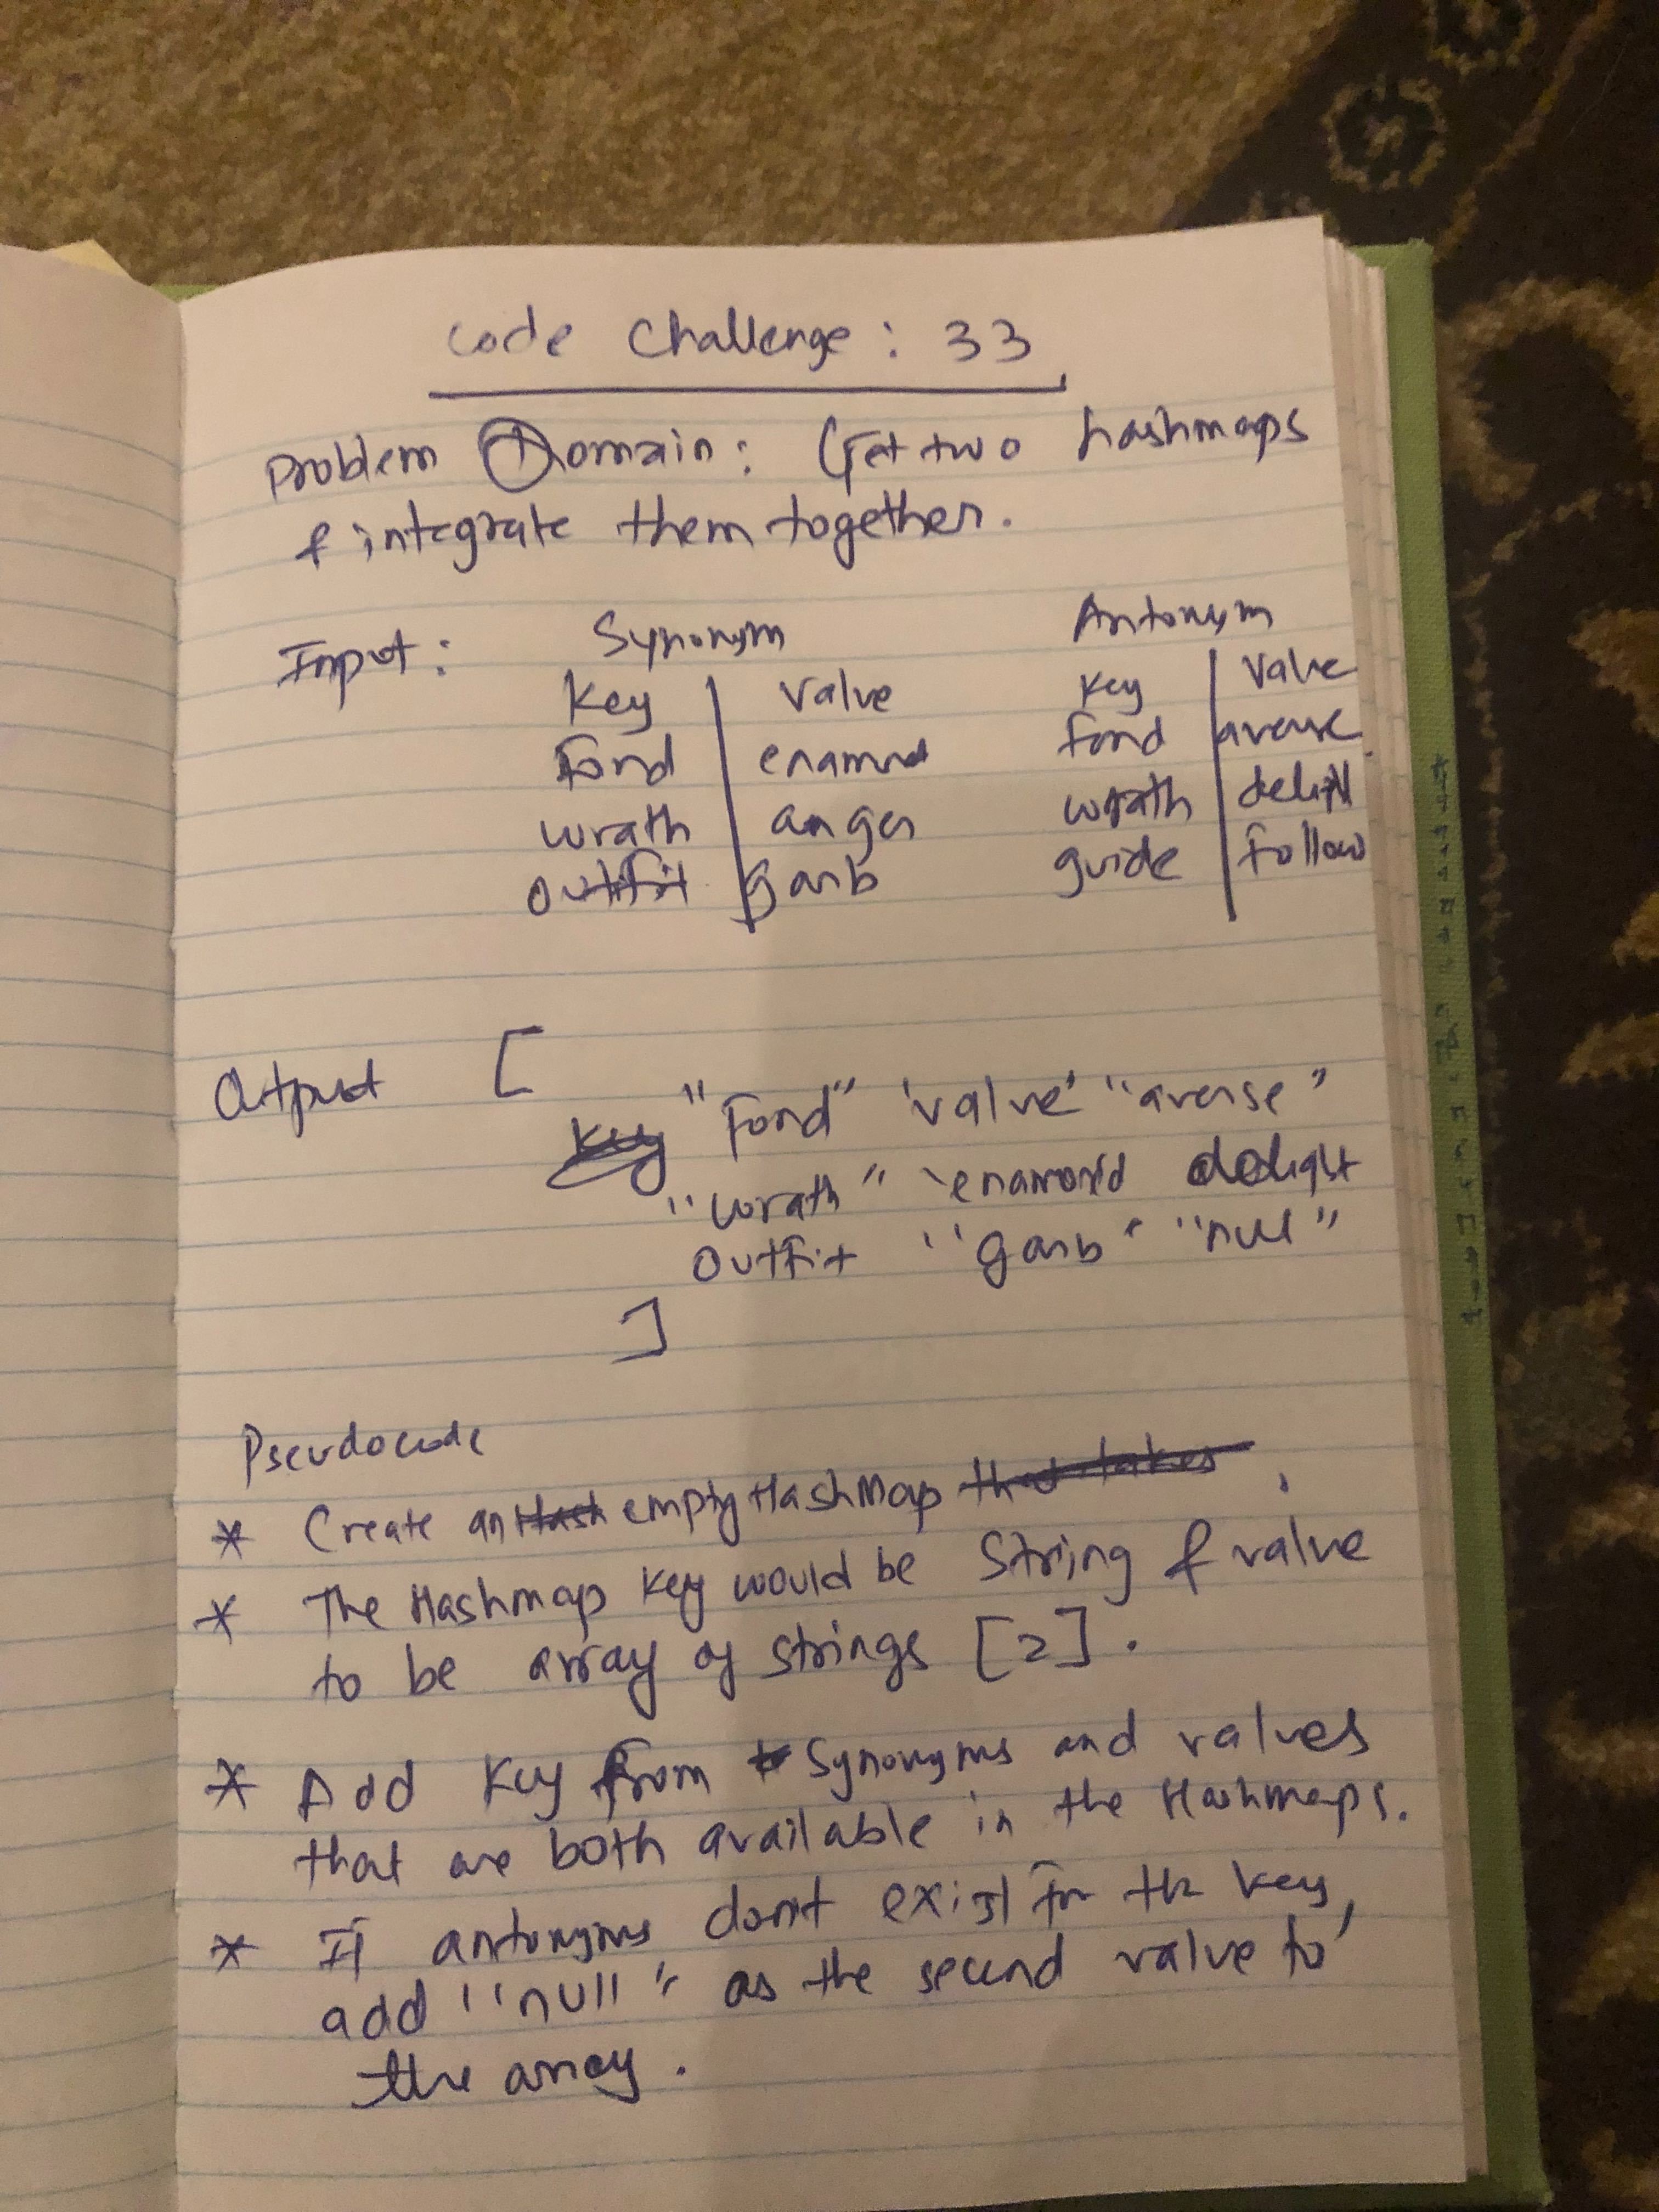 Code Challenge : 33
Problem Domain: Get two hashmaps
& integrate them together.
Input: Synonym Antonym
Key Value Key Value
Fond fond averse
wrath anger wrath
outfit garb guide follow
Output [
"Fond" 'value' "averse"
"wrath" delight
Outfit "garb" "null"
]
Pseudocode
* Create an Hash empty HashMap that takes.
* The Hashmap Key would be String & value
to be array of strings [2].
* Add Key from Synonyms and values
that are both available in the Hashmaps.
* If antonyms dont exist for the key,
add "null" as the second value to
the array.